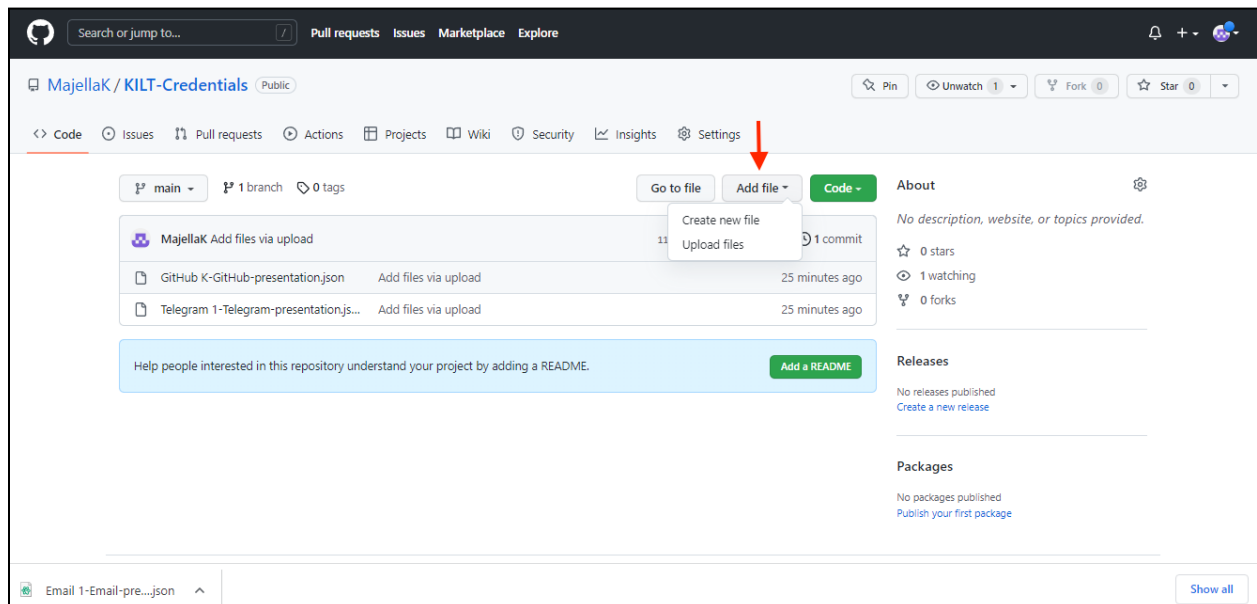 Search or jump to... / Pull requests Issues Marketplace Explore
MajellaK / KILT-Credentials Public
Pin Unwatch 1 Fork 0 Star 0
Code Issues Pull requests Actions Projects Wiki Security Insights Settings
main 1 branch 0 tags Go to file Add file Code
Create new file
Upload files
MajellaK Add files via upload 11 1 commit
GitHub K-GitHub-presentation.json Add files via upload 25 minutes ago
Telegram 1-Telegram-presentation.js... Add files via upload 25 minutes ago
Help people interested in this repository understand your project by adding a README. Add a README
About
No description, website, or topics provided.
0 stars
1 watching
0 forks
Releases
No releases published
Create a new release
Packages
No packages published
Publish your first package
Email 1-Email-pre....json Show all